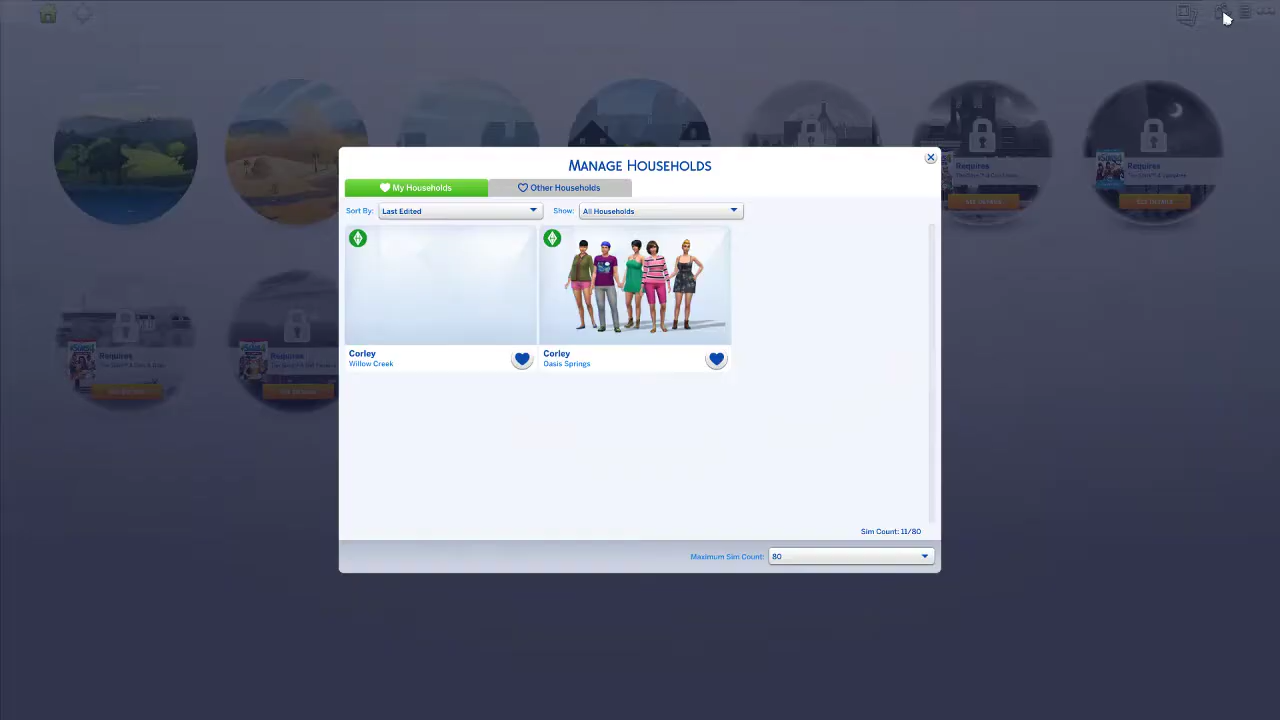 MANAGE HOUSEHOLDS
My Households
Other Households
Sort By: Last Edited
Show: All Households
Corley
Willow Creek
Corley
Oasis Springs
Sim Count: 11/80
Maximum Sim Count: 80
Requires
Requires
Requires
Requires